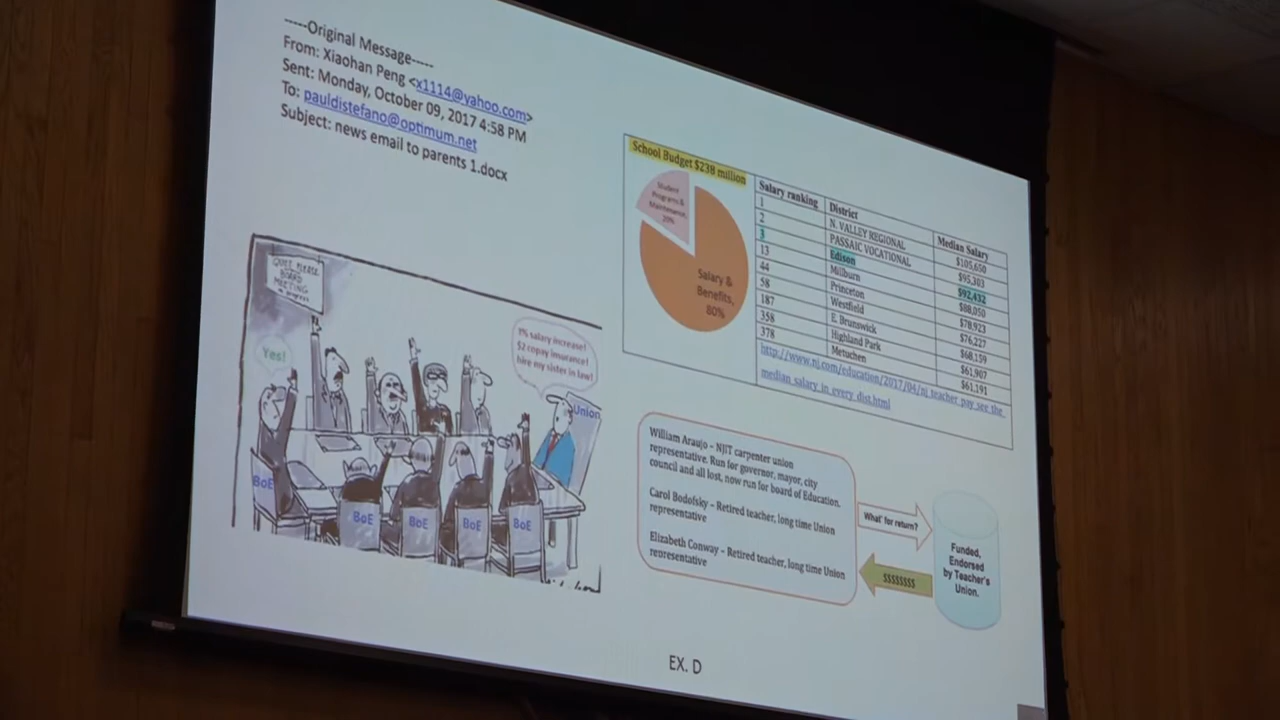 -----Original Message-----
From: Xiaohan Peng <x1114@yahoo.com>
Sent: Monday, October 09, 2017 4:58 PM
To: pauldistefano@optimum.net
Subject: news email to parents 1.docx
QUIET PLEASE
BOARD
MEETING
Yes!
1% salary increase!
$2 copay insurance!
hire my sister in law!
Union
BoE
BoE
BoE
BoE
BoE
School Budget $238 million
Student
Programs &
Maintenance,
20%
Salary &
Benefits,
80%
Salary ranking District Median Salary
1 N. VALLEY REGIONAL $105,650
2 PASSAIC VOCATIONAL $95,303
3 Edison $92,432
13 Milburn $88,050
44 Princeton $78,923
58 Westfield $76,227
187 E. Brunswick $68,159
358 Highland Park $61,907
378 Metuchen $61,191
http://www.nj.com/education/2017/04/nj_teacher_pay_see_the_
median_salary_in_every_dist.html
William Araujo – NJIT carpenter union
representative. Run for governor, mayor, city
council and all lost, now run for board of Education.
Carol Bodofsky – Retired teacher, long time Union
representative
Elizabeth Conway – Retired teacher, long time Union
representative
What' for return?
$$$$$$$$
Funded,
Endorsed
by Teacher's
Union.
EX. D